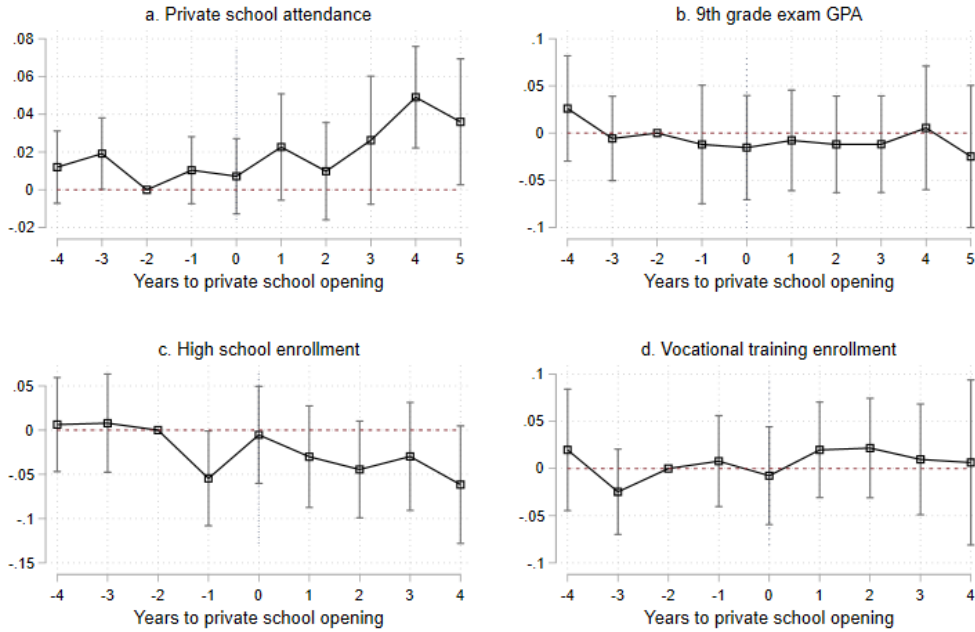 a. Private school attendance
.08
.06
.04
.02
0
-.02
-4 -3 -2 -1 0 1 2 3 4 5
Years to private school opening
b. 9th grade exam GPA
.1
.05
0
-.05
-.1
-4 -3 -2 -1 0 1 2 3 4 5
Years to private school opening
c. High school enrollment
.05
0
-.05
-.1
-.15
-4 -3 -2 -1 0 1 2 3 4
Years to private school opening
d. Vocational training enrollment
.1
.05
0
-.05
-.1
-4 -3 -2 -1 0 1 2 3 4
Years to private school opening